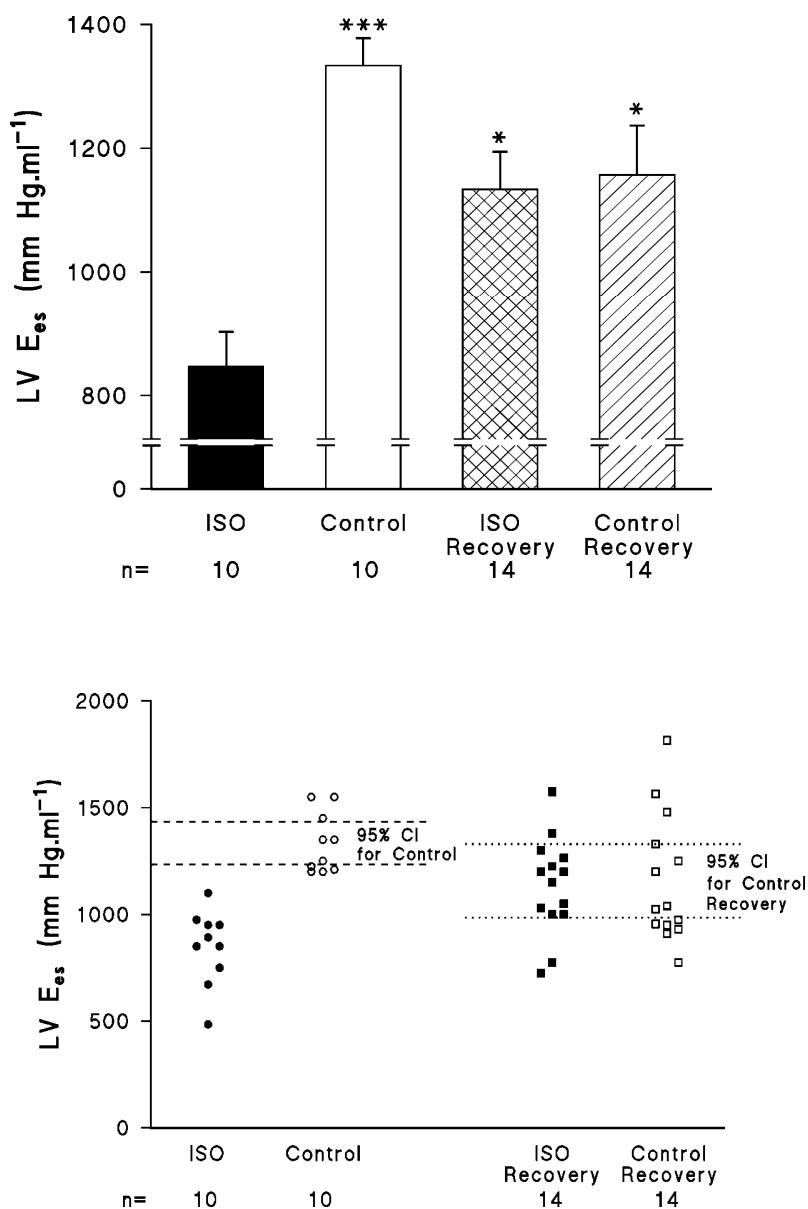 LV Ees (mm Hg.ml−1)
1400
1200
1000
800
0
***
*
*
ISO Control ISO Recovery Control Recovery
n= 10 10 14 14
LV Ees (mm Hg.ml−1)
2000
1500
1000
500
0
95% CI
for Control
95% CI
for Control
Recovery
ISO Control ISO Recovery Control Recovery
n= 10 10 14 14